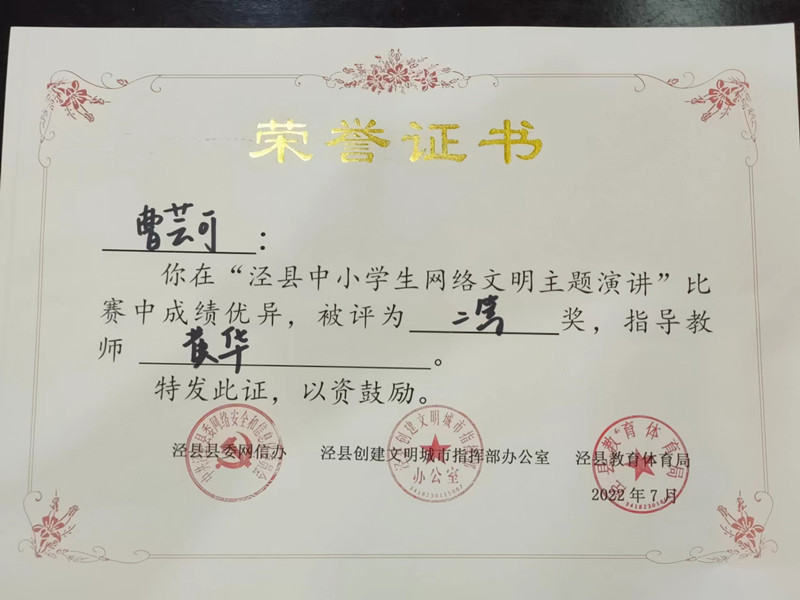 荣誉证书
曹芸可：
你在“泾县中小学生网络文明主题演讲”比
赛中成绩优异，被评为二等奖，指导教
师 黄华。
特发此证，以资鼓励。
泾县县委网信办 泾县创建文明城市指挥部办公室 泾县教育体育局
2022年7月
办公室